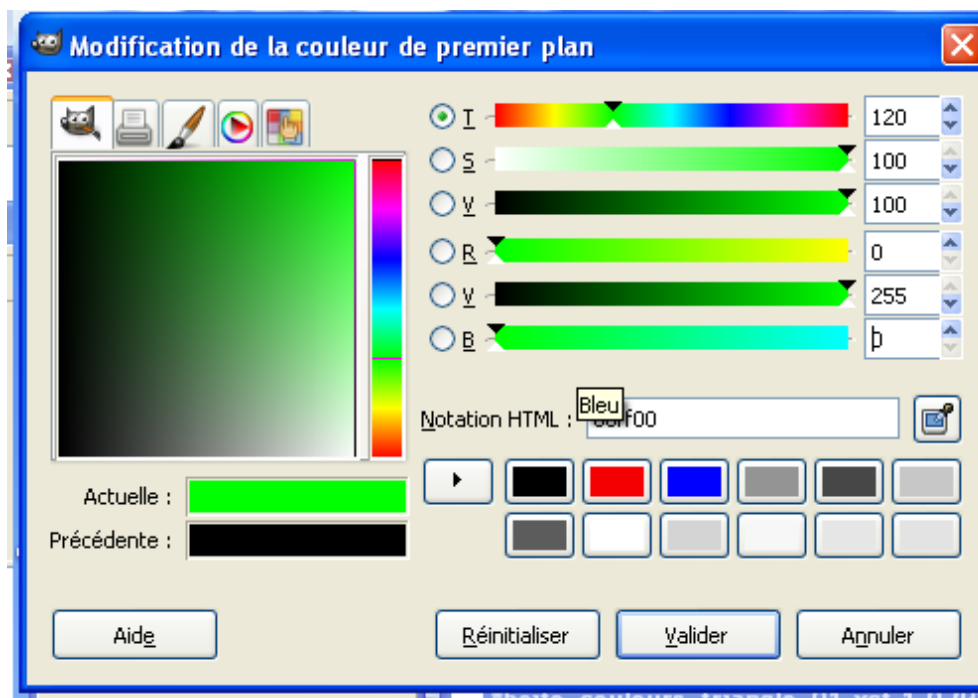 Modification de la couleur de premier plan
T 120
S 100
V 100
R 0
V 255
B
Bleu
Notation HTML :
Actuelle :
Précédente :
Aide
Réinitialiser
Valider
Annuler